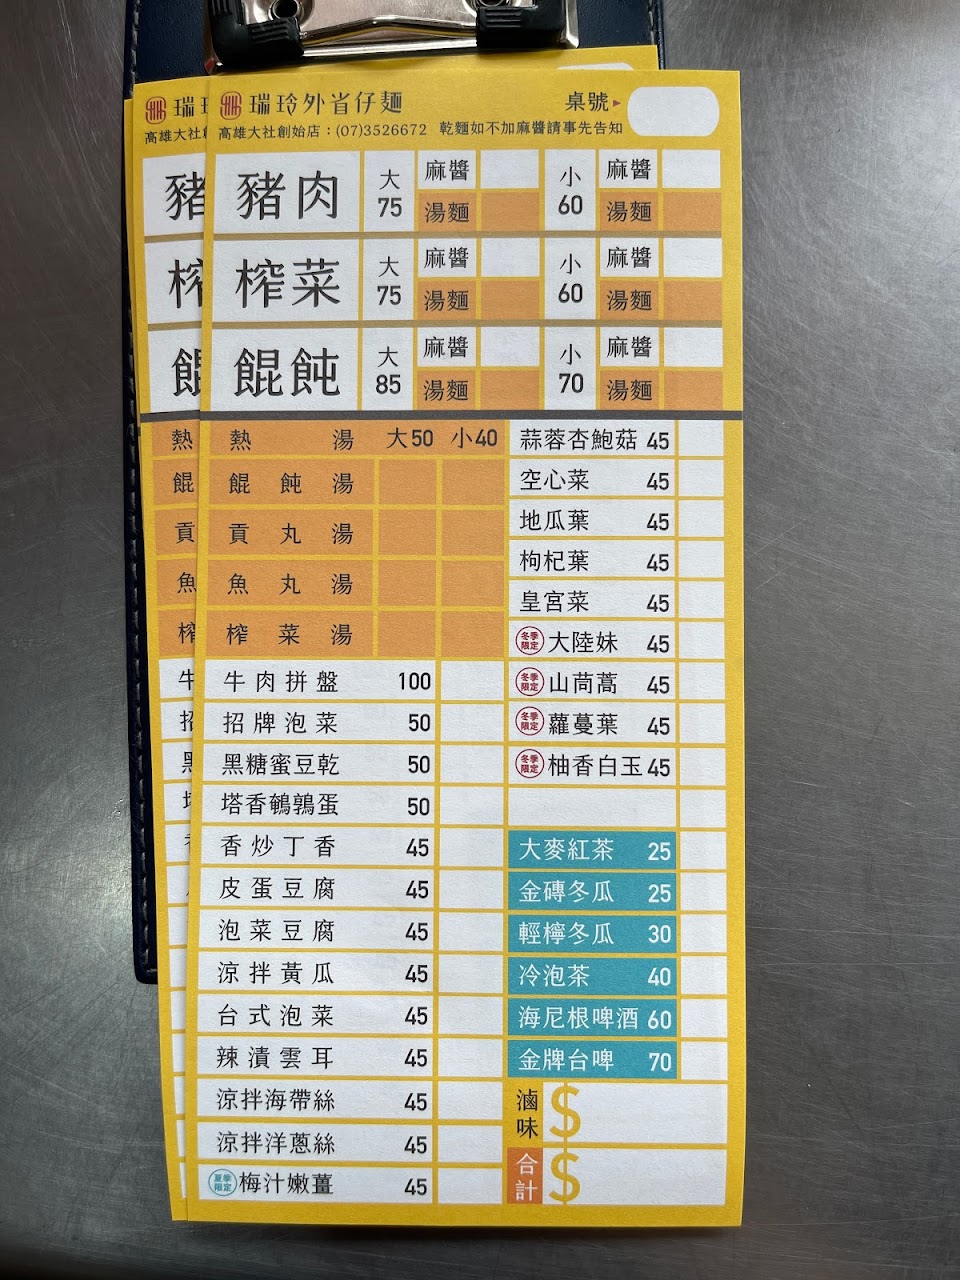 瑞玲外省仔麵 桌號▸
高雄大社創始店：(07)3526672 乾麵如不加麻醬請事先告知
豬肉 大 75 麻醬 湯麵 小 60 麻醬 湯麵
榨菜 大 75 麻醬 湯麵 小 60 麻醬 湯麵
餛飩 大 85 麻醬 湯麵 小 70 麻醬 湯麵
熱湯 大50 小40
餛飩湯
貢丸湯
魚丸湯
榨菜湯
牛肉拼盤 100
招牌泡菜 50
黑糖蜜豆乾 50
塔香鵪鶉蛋 50
香炒丁香 45
皮蛋豆腐 45
泡菜豆腐 45
涼拌黃瓜 45
台式泡菜 45
辣漬雲耳 45
涼拌海帶絲 45
涼拌洋蔥絲 45
夏季限定 梅汁嫩薑 45
蒜蓉杏鮑菇 45
空心菜 45
地瓜葉 45
枸杞葉 45
皇宮菜 45
冬季限定 大陸妹 45
冬季限定 山茼蒿 45
冬季限定 蘿蔓葉 45
冬季限定 柚香白玉 45
大麥紅茶 25
金磚冬瓜 25
輕檸冬瓜 30
冷泡茶 40
海尼根啤酒 60
金牌台啤 70
滷味 $
合計 $